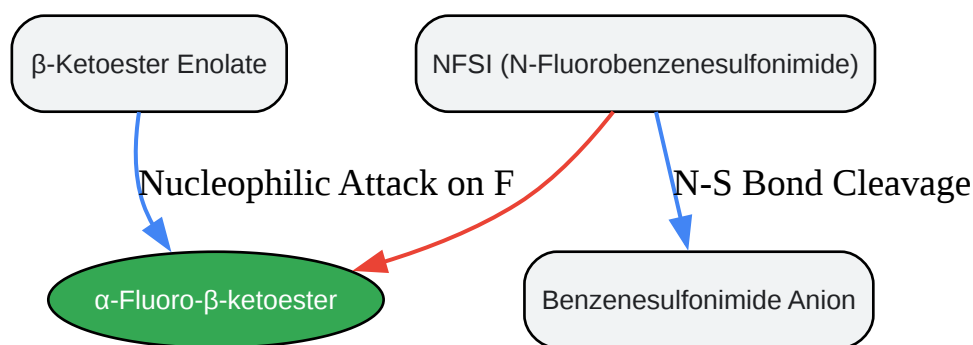 β-Ketoester Enolate
NFSI (N-Fluorobenzenesulfonimide)
Nucleophilic Attack on F
N-S Bond Cleavage
α-Fluoro-β-ketoester
Benzenesulfonimide Anion